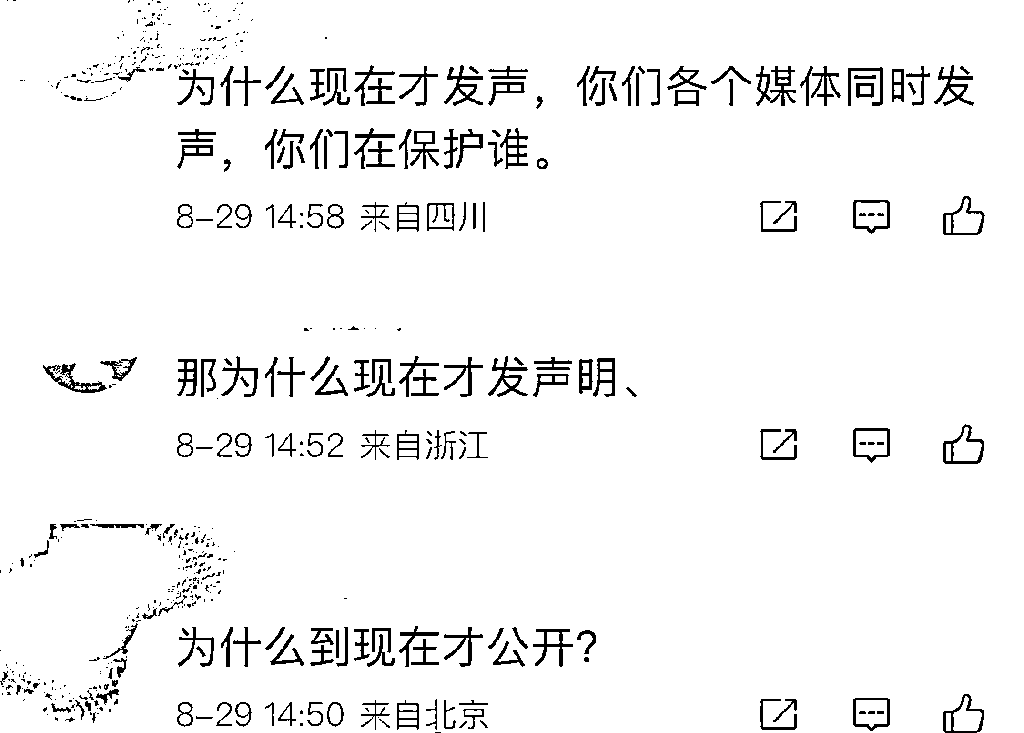 为什么现在才发声，你们各个媒体同时发
声，你们在保护谁。
8-29 14:58 来自四川
那为什么现在才发声明、
8-29 14:52 来自浙江
为什么到现在才公开?
8-29 14:50 来自北京